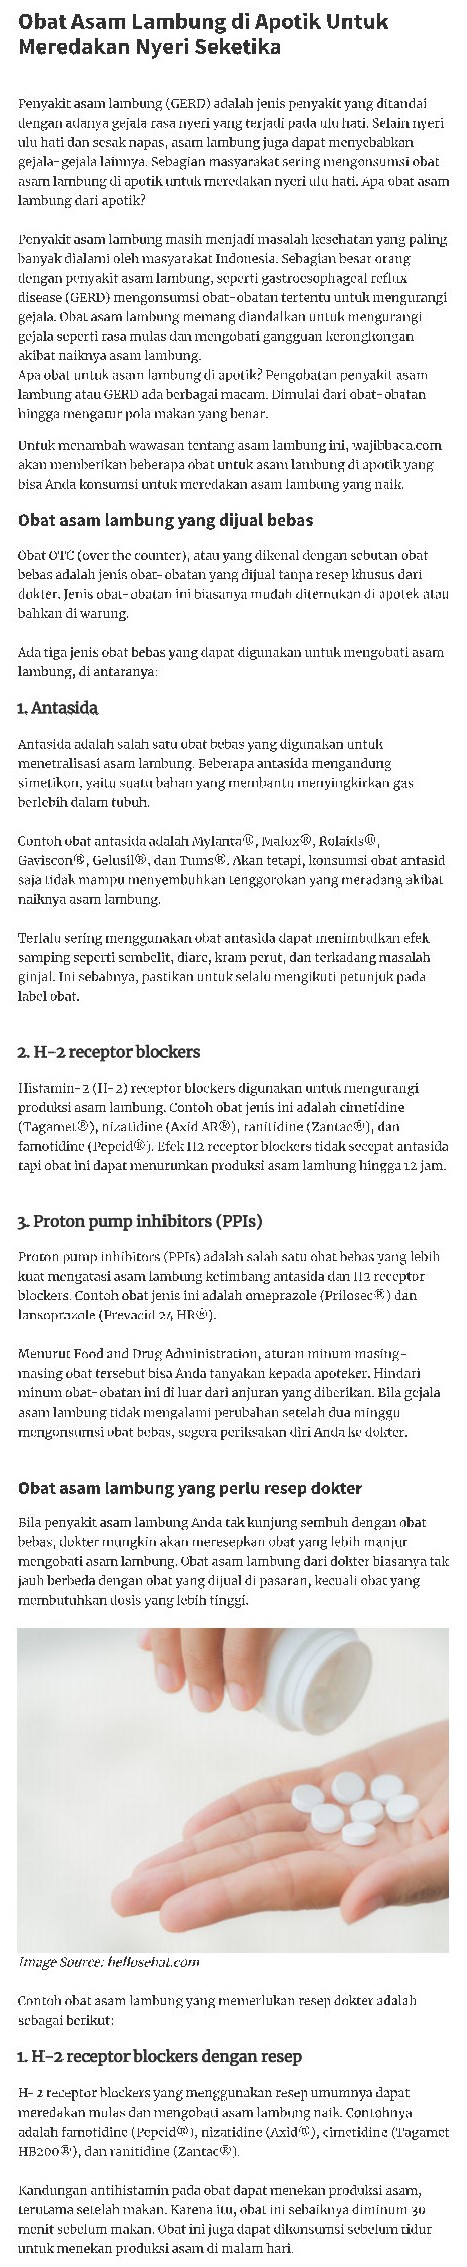 Obat Asam Lambung di Apotik Untuk
Meredakan Nyeri Seketika
Penyakit asam lambung (GERD) adalah jenis penyakit yang ditandai
dengan adanya gejala rasa nyeri yang terjadi pada ulu hati. Selain nyeri
ulu hati dan sesak napas, asam lambung juga dapat menyebabkan
gejala-gejala lainnya. Sebagian masyarakat sering mengonsumsi obat
asam lambung di apotik untuk meredakan nyeri ulu hati. Apa obat asam
lambung dari apotik?
Penyakit asam lambung masih menjadi masalah kesehatan yang paling
banyak dialami oleh masyarakat Indonesia. Sebagian besar orang
dengan penyakit asam lambung, seperti gastroesophageal reflux
disease (GERD) mengonsumsi obat-obatan tertentu untuk mengurangi
gejala. Obat asam lambung memang diandalkan untuk mengurangi
gejala seperti rasa mulas dan mengobati gangguan kerongkongan
akibat naiknya asam lambung.
Apa obat untuk asam lambung di apotik? Pengobatan penyakit asam
lambung atau GERD ada berbagai macam. Dimulai dari obat-obatan
hingga mengatur pola makan yang benar.
Untuk menambah wawasan tentang asam lambung ini, wajibbaca.com
akan memberikan beberapa obat untuk asam lambung di apotik yang
bisa Anda konsumsi untuk meredakan asam lambung yang naik.
Obat asam lambung yang dijual bebas
Obat OTC (over the counter), atau yang dikenal dengan sebutan obat
bebas adalah jenis obat-obatan yang dijual tanpa resep khusus dari
dokter. Jenis obat-obatan ini biasanya mudah ditemukan di apotek atau
bahkan di warung.
Ada tiga jenis obat bebas yang dapat digunakan untuk mengobati asam
lambung, di antaranya:
1. Antasida
Antasida adalah salah satu obat bebas yang digunakan untuk
menetralisasi asam lambung. Beberapa antasida mengandung
simetikon, yaitu suatu bahan yang membantu menyingkirkan gas
berlebih dalam tubuh.
Contoh obat antasida adalah Mylanta®, Malox®, Rolaids®,
Gaviscon®, Gelusil®, dan Tums®. Akan tetapi, konsumsi obat antasid
saja tidak mampu menyembuhkan tenggorokan yang meradang akibat
naiknya asam lambung.
Terlalu sering menggunakan obat antasida dapat menimbulkan efek
samping seperti sembelit, diare, kram perut, dan terkadang masalah
ginjal. Ini sebabnya, pastikan untuk selalu mengikuti petunjuk pada
label obat.
2. H-2 receptor blockers
Histamin-2 (H-2) receptor blockers digunakan untuk mengurangi
produksi asam lambung. Contoh obat jenis ini adalah cimetidine
(Tagamet®), nizatidine (Axid AR®), ranitidine (Zantac®), dan
famotidine (Pepcid®). Efek H2 receptor blockers tidak secepat antasida
tapi obat ini dapat menurunkan produksi asam lambung hingga 12 jam.
3. Proton pump inhibitors (PPIs)
Proton pump inhibitors (PPIs) adalah salah satu obat bebas yang lebih
kuat mengatasi asam lambung ketimbang antasida dan H2 receptor
blockers. Contoh obat jenis ini adalah omeprazole (Prilosec®) dan
lansoprazole (Prevacid 24 HR®).
Menurut Food and Drug Administration, aturan minum masing-
masing obat tersebut bisa Anda tanyakan kepada apoteker. Hindari
minum obat-obatan ini di luar dari anjuran yang diberikan. Bila gejala
asam lambung tidak mengalami perubahan setelah dua minggu
mengonsumsi obat bebas, segera periksakan diri Anda ke dokter.
Obat asam lambung yang perlu resep dokter
Bila penyakit asam lambung Anda tak kunjung sembuh dengan obat
bebas, dokter mungkin akan meresepkan obat yang lebih manjur
mengobati asam lambung. Obat asam lambung dari dokter biasanya tak
jauh berbeda dengan obat yang dijual di pasaran, kecuali obat yang
membutuhkan dosis yang lebih tinggi.
Image Source: hellosehat.com
Contoh obat asam lambung yang memerlukan resep dokter adalah
sebagai berikut:
1. H-2 receptor blockers dengan resep
H-2 receptor blockers yang menggunakan resep umumnya dapat
meredakan mulas dan mengobati asam lambung naik. Contohnya
adalah famotidine (Pepcid®), nizatidine (Axid®), cimetidine (Tagamet
HB200®), dan ranitidine (Zantac®).
Kandungan antihistamin pada obat dapat menekan produksi asam,
terutama setelah makan. Karena itu, obat ini sebaiknya diminum 30
menit sebelum makan. Obat ini juga dapat dikonsumsi sebelum tidur
untuk menekan produksi asam di malam hari.